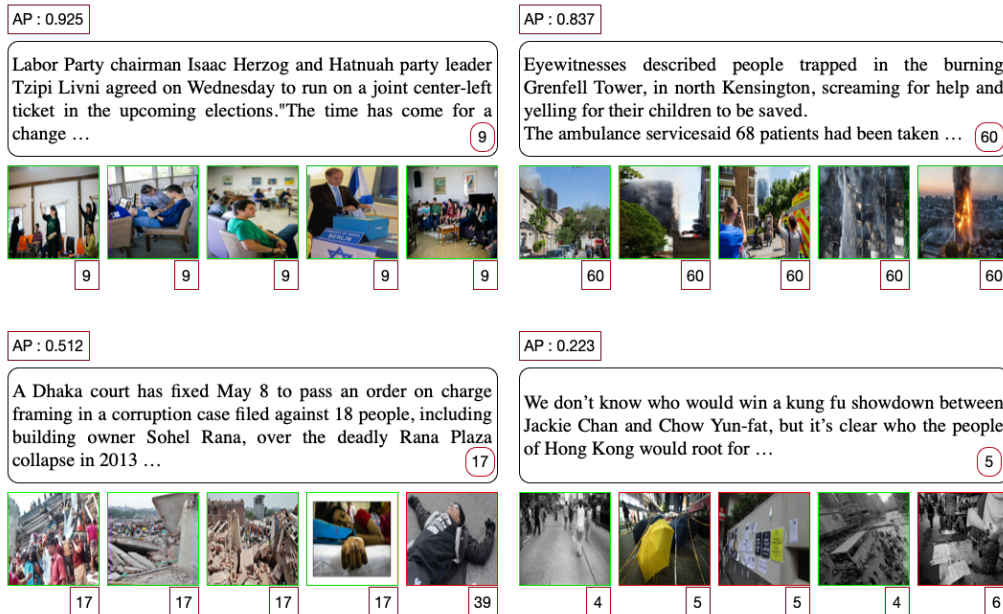 AP : 0.925
Labor Party chairman Isaac Herzog and Hatnuah party leader
Tzipi Livni agreed on Wednesday to run on a joint center-left
ticket in the upcoming elections."The time has come for a
change …
9
9
9
9
9
9
BERLIN
AP : 0.837
Eyewitnesses described people trapped in the burning
Grenfell Tower, in north Kensington, screaming for help and
yelling for their children to be saved.
The ambulance servicesaid 68 patients had been taken …
60
60
60
60
60
60
AP : 0.512
A Dhaka court has fixed May 8 to pass an order on charge
framing in a corruption case filed against 18 people, including
building owner Sohel Rana, over the deadly Rana Plaza
collapse in 2013 …
17
17
17
17
17
39
AP : 0.223
We don’t know who would win a kung fu showdown between
Jackie Chan and Chow Yun-fat, but it’s clear who the people
of Hong Kong would root for …
5
4
5
5
4
6